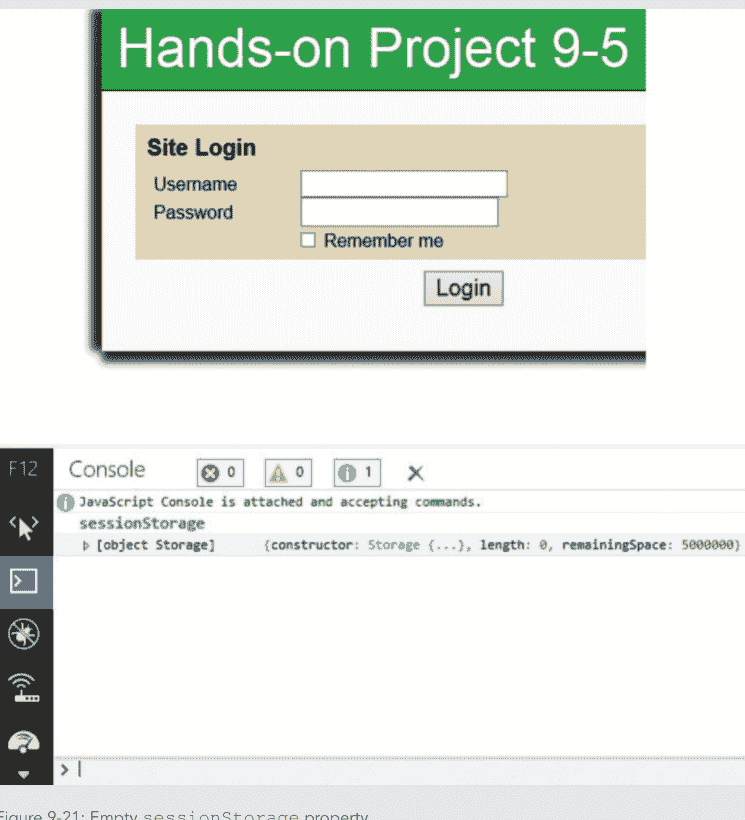 Hands-on Project 9-5
Site Login
Username
Password
Remember me
Login
F12 Console 0 0 1
JavaScript Console is attached and accepting commands.
sessionStorage
[object Storage] {constructor: Storage {...}, length: 0, remainingSpace: 5000000}
>
Figure 9-21: Empty sessionStorage property